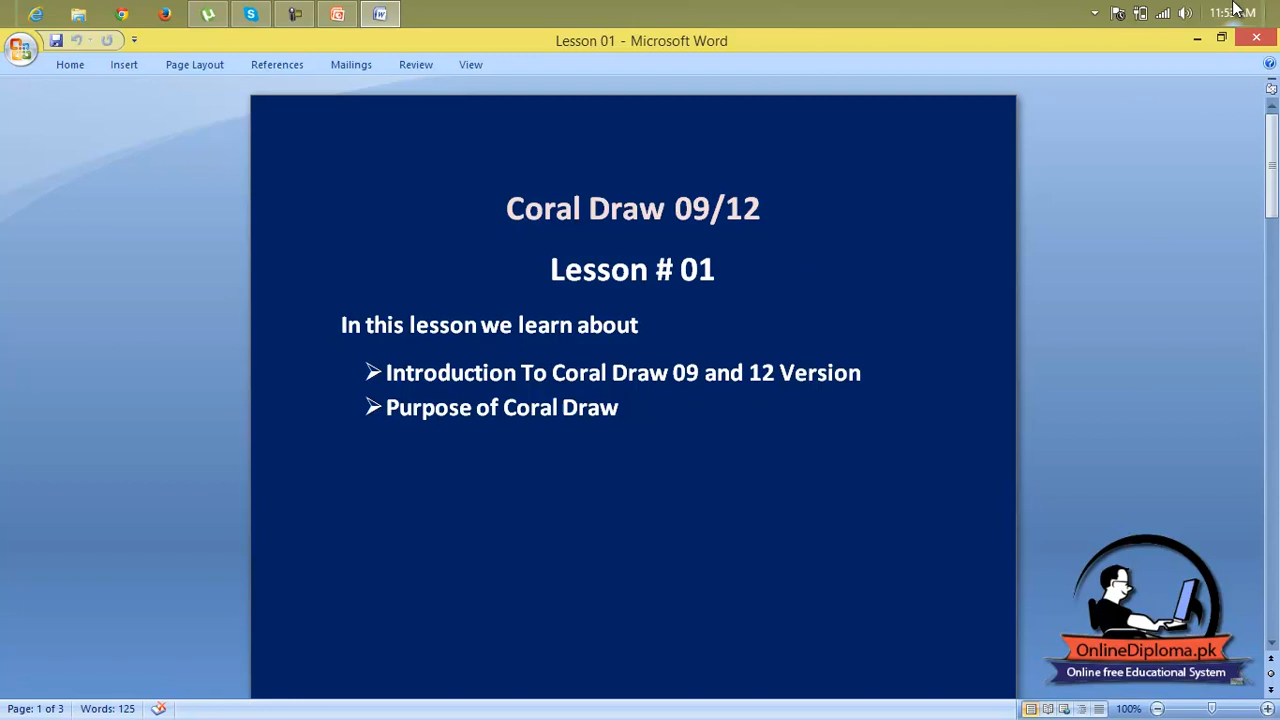 Lesson 01 - Microsoft Word
Home Insert Page Layout References Mailings Review View
Coral Draw 09/12
Lesson # 01
In this lesson we learn about
Introduction To Coral Draw 09 and 12 Version
Purpose of Coral Draw
OnlineDiploma.pk
Online free Educational System
Page: 1 of 3 Words: 125 100%